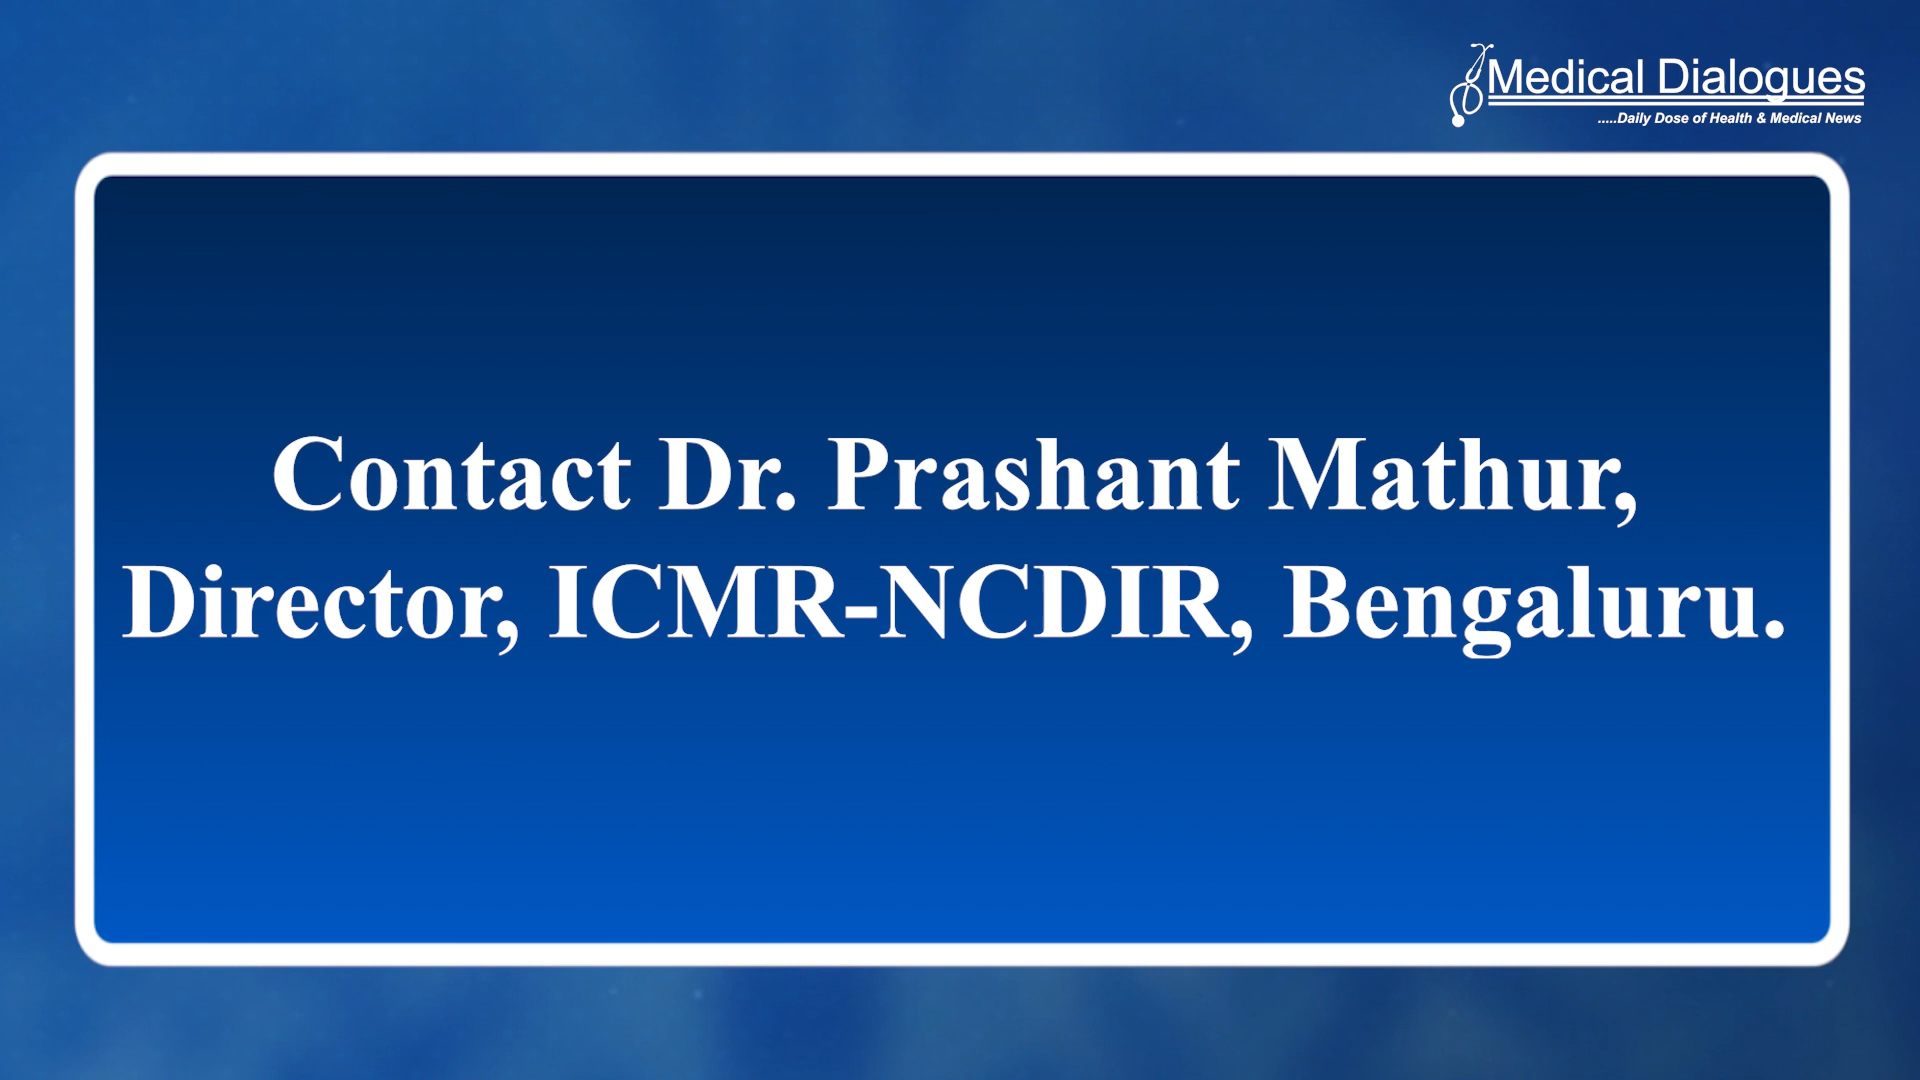 Medical Dialogues
.....Daily Dose of Health & Medical News
Contact Dr. Prashant Mathur,
Director, ICMR-NCDIR, Bengaluru.